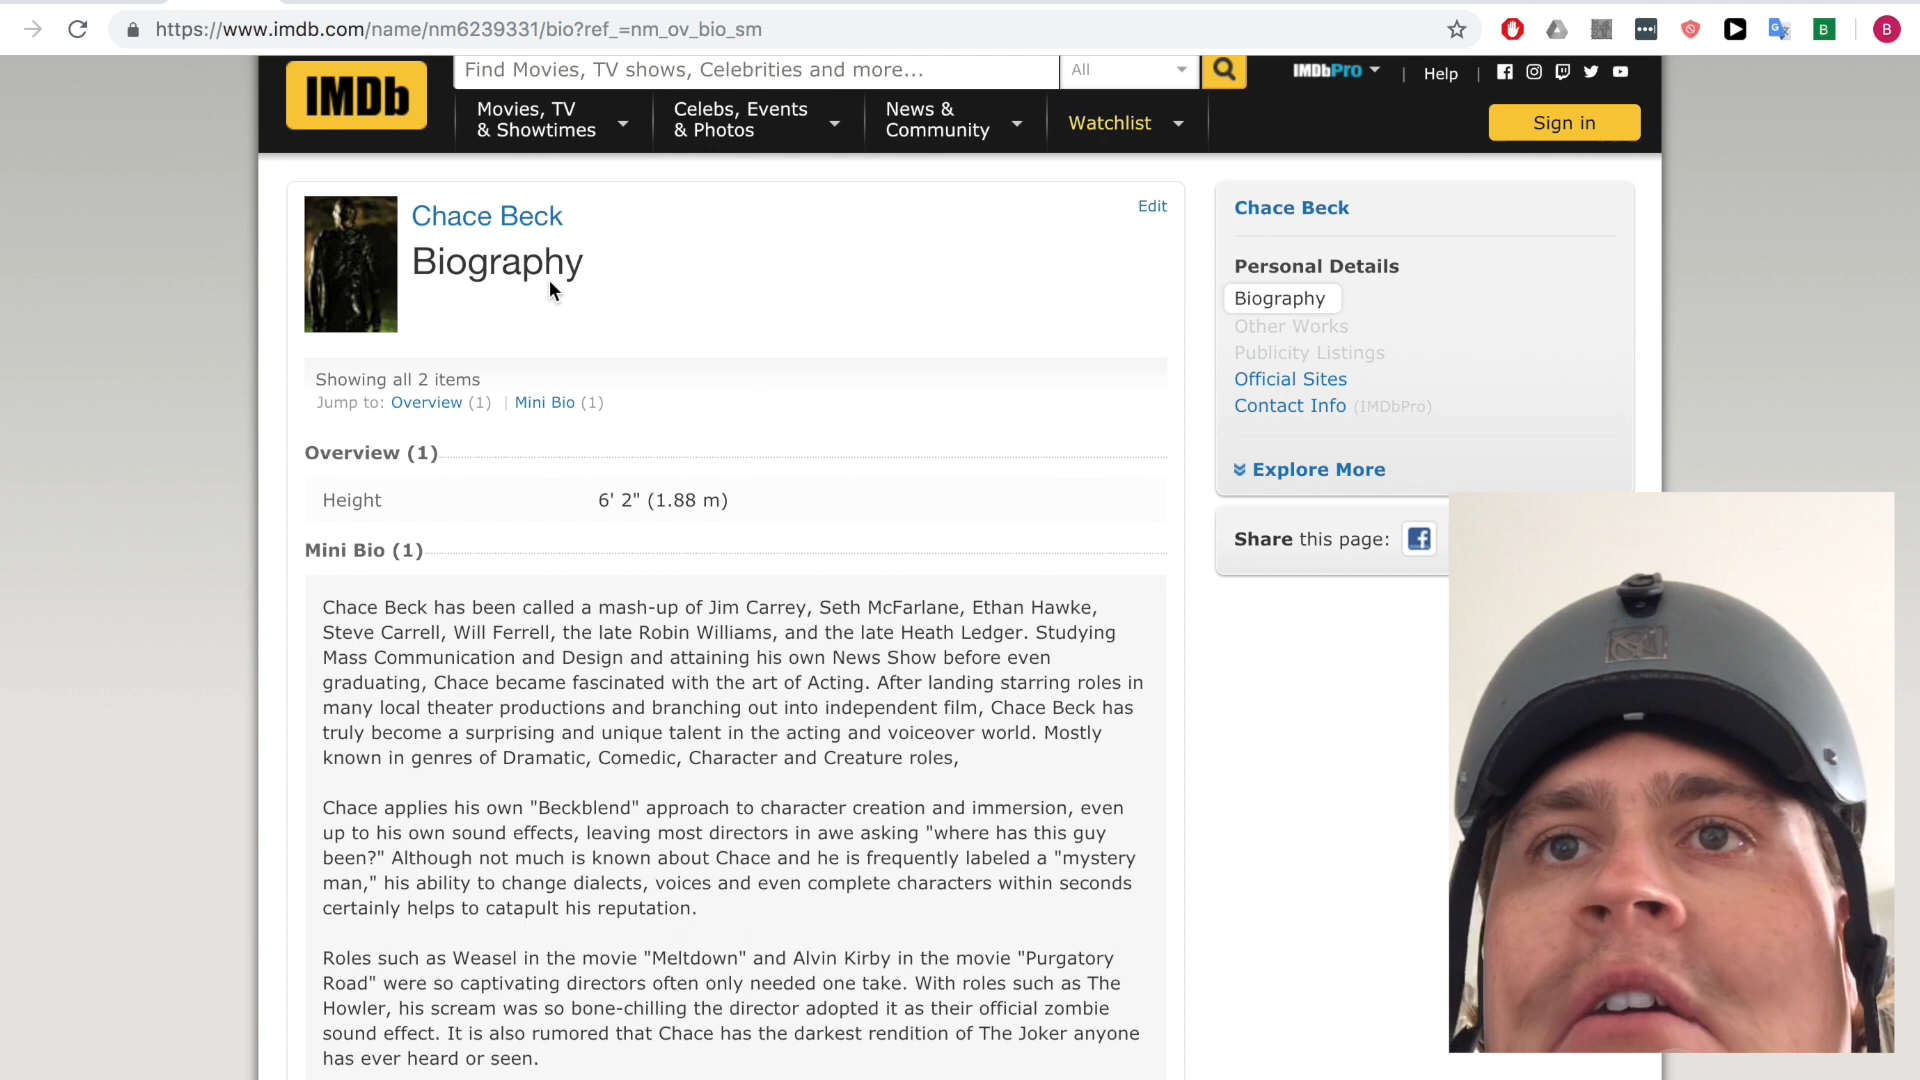 https://www.imdb.com/name/nm6239331/bio?ref_=nm_ov_bio_sm
B
B
IMDb
Find Movies, TV shows, Celebrities and more...
All
IMDbPro
Help
Movies, TV
& Showtimes
Celebs, Events
& Photos
News &
Community
Watchlist
Sign in
Chace Beck
Biography
Edit
Showing all 2 items
Jump to: Overview (1) | Mini Bio (1)
Overview (1)
Height 6' 2" (1.88 m)
Mini Bio (1)
Chace Beck has been called a mash-up of Jim Carrey, Seth McFarlane, Ethan Hawke,
Steve Carrell, Will Ferrell, the late Robin Williams, and the late Heath Ledger. Studying
Mass Communication and Design and attaining his own News Show before even
graduating, Chace became fascinated with the art of Acting. After landing starring roles in
many local theater productions and branching out into independent film, Chace Beck has
truly become a surprising and unique talent in the acting and voiceover world. Mostly
known in genres of Dramatic, Comedic, Character and Creature roles,
Chace applies his own "Beckblend" approach to character creation and immersion, even
up to his own sound effects, leaving most directors in awe asking "where has this guy
been?" Although not much is known about Chace and he is frequently labeled a "mystery
man," his ability to change dialects, voices and even complete characters within seconds
certainly helps to catapult his reputation.
Roles such as Weasel in the movie "Meltdown" and Alvin Kirby in the movie "Purgatory
Road" were so captivating directors often only needed one take. With roles such as The
Howler, his scream was so bone-chilling the director adopted it as their official zombie
sound effect. It is also rumored that Chace has the darkest rendition of The Joker anyone
has ever heard or seen.
Chace Beck
Personal Details
Biography
Other Works
Publicity Listings
Official Sites
Contact Info (IMDbPro)
Explore More
Share this page: